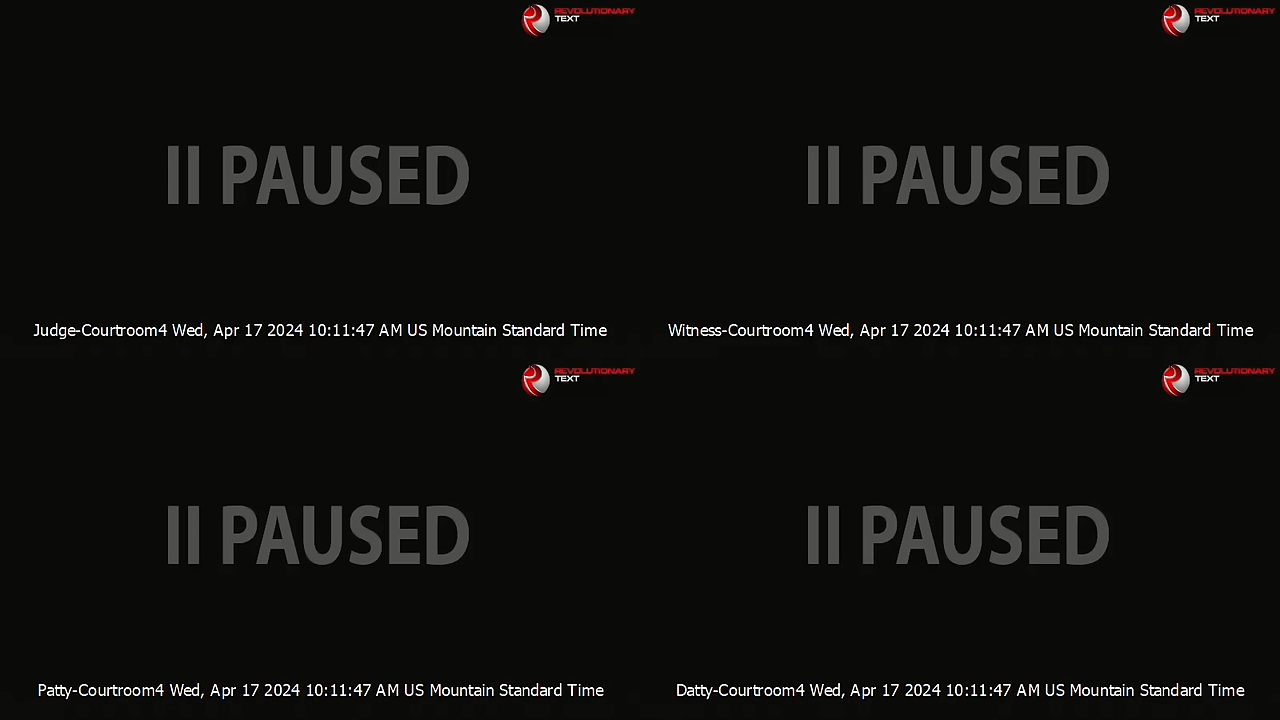 REVOLUTIONARY
TEXT
REVOLUTIONARY
TEXT
II PAUSED
II PAUSED
Judge-Courtroom4 Wed, Apr 17 2024 10:11:47 AM US Mountain Standard Time
Witness-Courtroom4 Wed, Apr 17 2024 10:11:47 AM US Mountain Standard Time
REVOLUTIONARY
TEXT
REVOLUTIONARY
TEXT
II PAUSED
II PAUSED
Patty-Courtroom4 Wed, Apr 17 2024 10:11:47 AM US Mountain Standard Time
Datty-Courtroom4 Wed, Apr 17 2024 10:11:47 AM US Mountain Standard Time